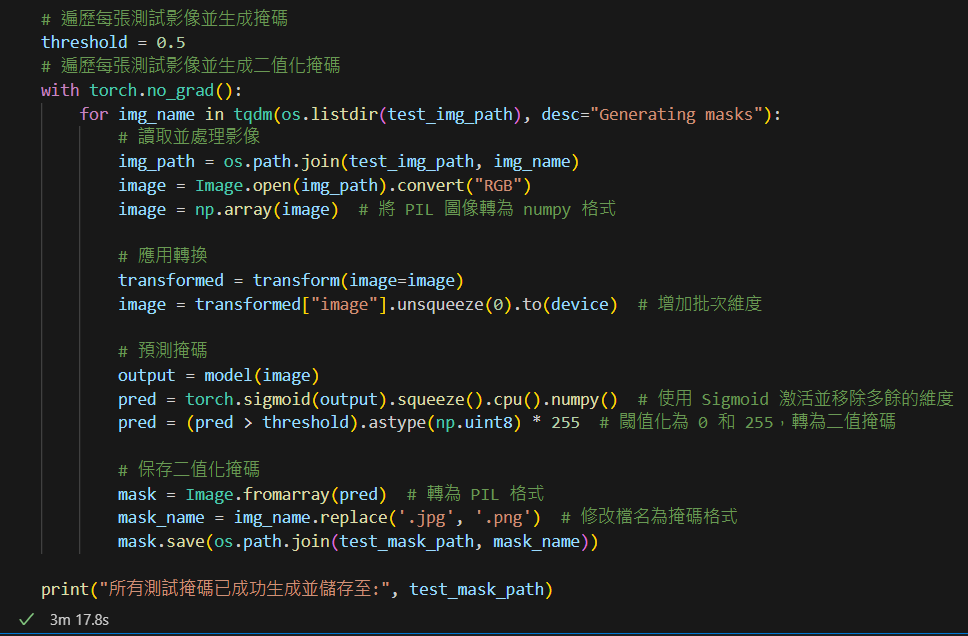 # 遍歷每張測試影像並生成掩碼
threshold = 0.5
# 遍歷每張測試影像並生成二值化掩碼
with torch.no_grad():
    for img_name in tqdm(os.listdir(test_img_path), desc="Generating masks"):
        # 讀取並處理影像
        img_path = os.path.join(test_img_path, img_name)
        image = Image.open(img_path).convert("RGB")
        image = np.array(image)  # 將 PIL 圖像轉為 numpy 格式

        # 應用轉換
        transformed = transform(image=image)
        image = transformed["image"].unsqueeze(0).to(device)  # 增加批次維度

        # 預測掩碼
        output = model(image)
        pred = torch.sigmoid(output).squeeze().cpu().numpy()  # 使用 Sigmoid 激活並移除多餘的維度
        pred = (pred > threshold).astype(np.uint8) * 255  # 閾值化為 0 和 255，轉為二值掩碼

        # 保存二值化掩碼
        mask = Image.fromarray(pred)  # 轉為 PIL 格式
        mask_name = img_name.replace('.jpg', '.png')  # 修改檔名為掩碼格式
        mask.save(os.path.join(test_mask_path, mask_name))

print("所有測試掩碼已成功生成並儲存至:", test_mask_path)
3m 17.8s